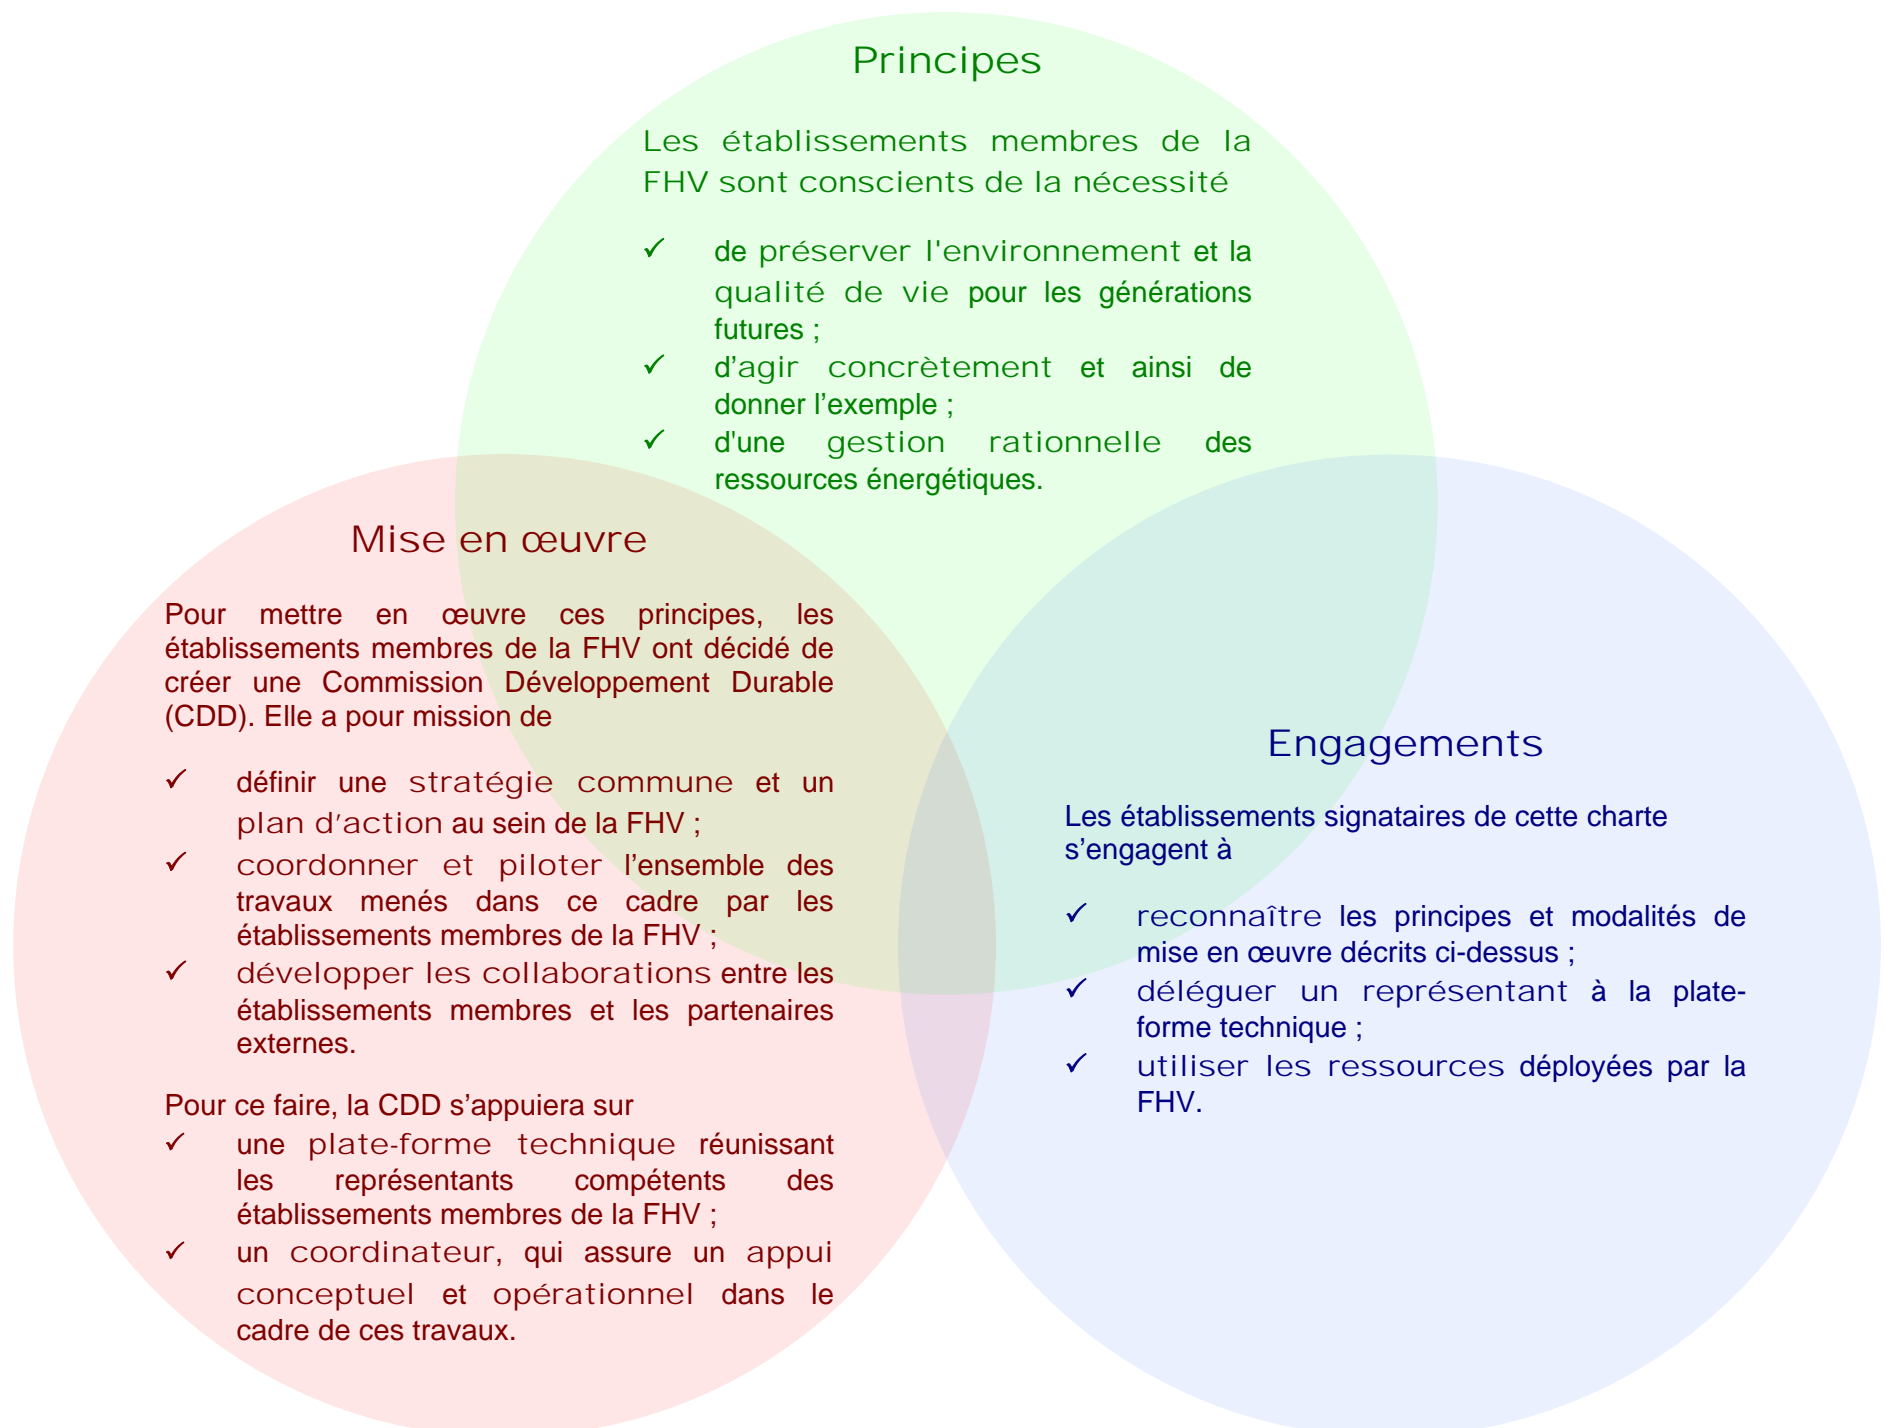 Principes
Les établissements membres de la
FHV sont conscients de la nécessité
✓ de préserver l'environnement et la
qualité de vie pour les générations
futures ;
✓ d’agir concrètement et ainsi de
donner l’exemple ;
✓ d'une gestion rationnelle des
ressources énergétiques.
Mise en œuvre
Pour mettre en œuvre ces principes, les
établissements membres de la FHV ont décidé de
créer une Commission Développement Durable
(CDD). Elle a pour mission de
✓ définir une stratégie commune et un
plan d’action au sein de la FHV ;
✓ coordonner et piloter l’ensemble des
travaux menés dans ce cadre par les
établissements membres de la FHV ;
✓ développer les collaborations entre les
établissements membres et les partenaires
externes.
Pour ce faire, la CDD s’appuiera sur
✓ une plate-forme technique réunissant
les représentants compétents des
établissements membres de la FHV ;
✓ un coordinateur, qui assure un appui
conceptuel et opérationnel dans le
cadre de ces travaux.
Engagements
Les établissements signataires de cette charte
s’engagent à
✓ reconnaître les principes et modalités de
mise en œuvre décrits ci-dessus ;
✓ déléguer un représentant à la plate-
forme technique ;
✓ utiliser les ressources déployées par la
FHV.